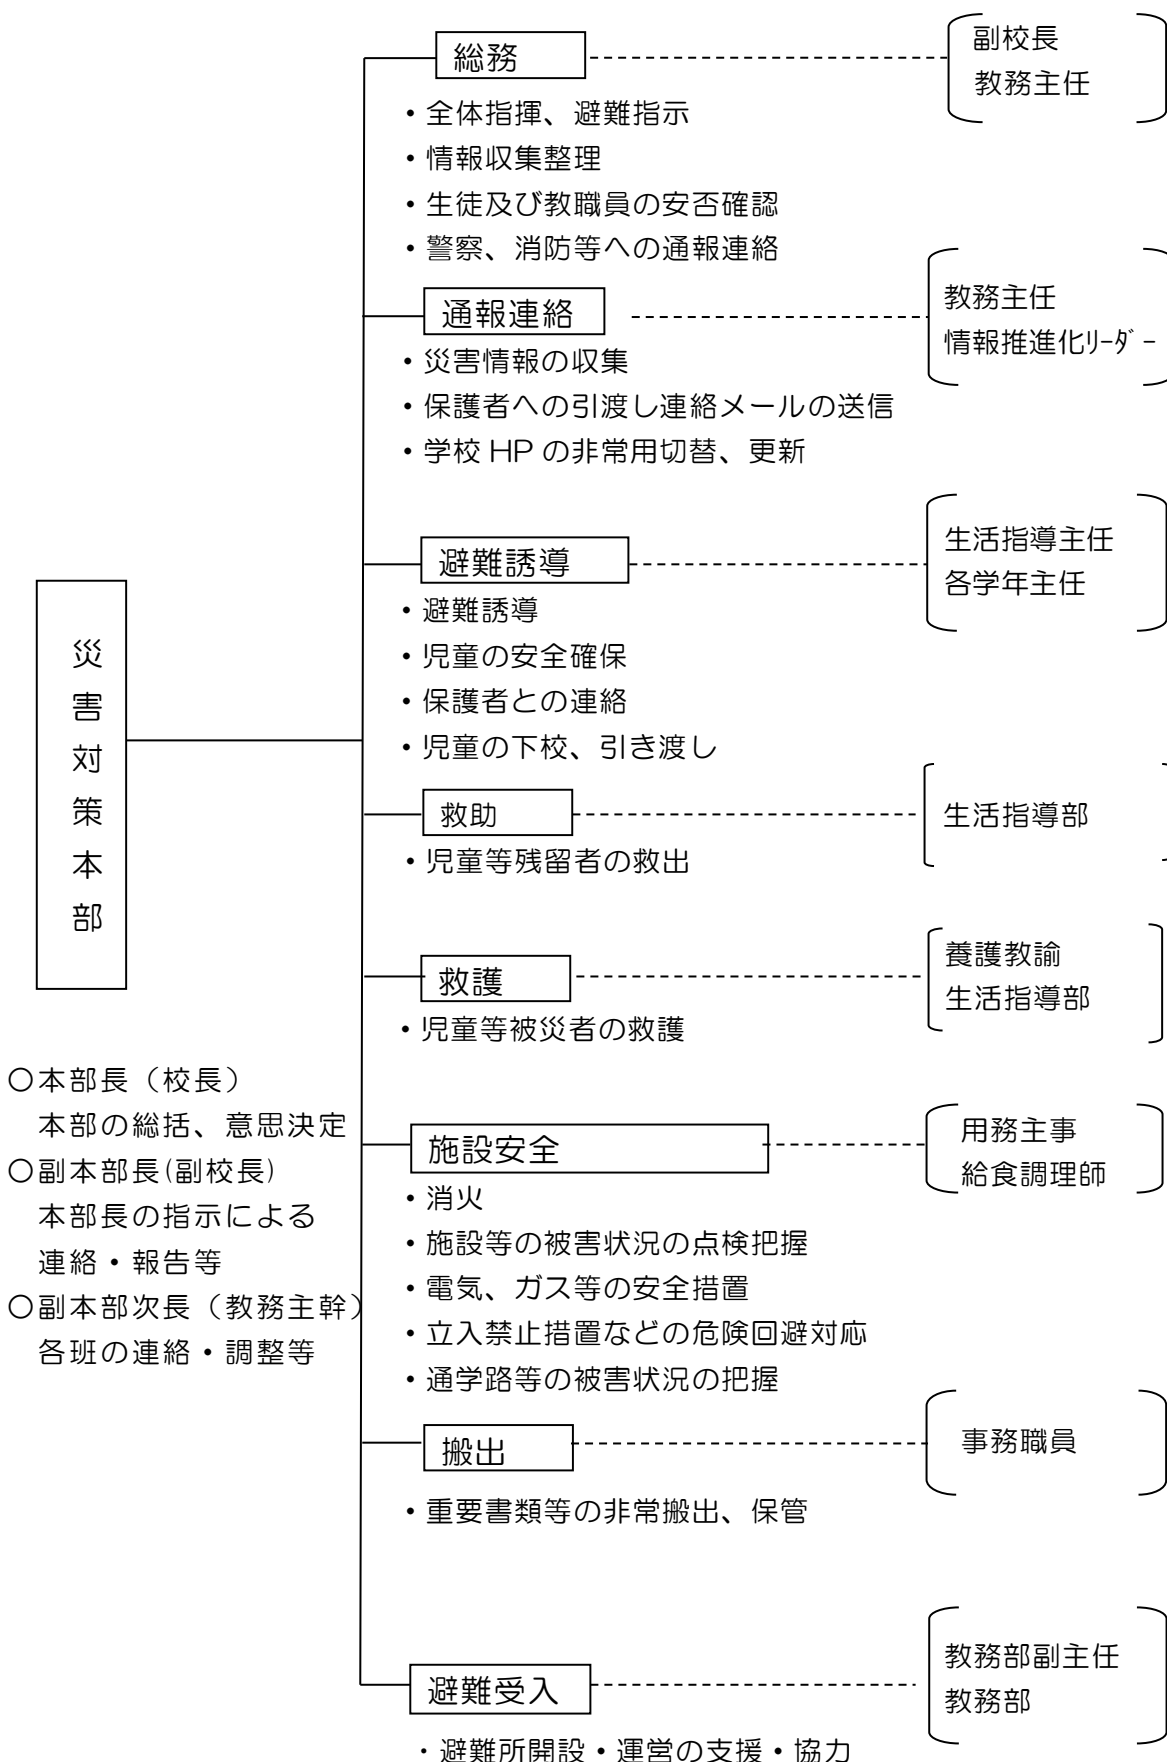 総務
副校長
教務主任
・全体指揮、避難指示
・情報収集整理
・生徒及び教職員の安否確認
・警察、消防等への通報連絡
通報連絡
教務主任
情報推進化ﾘｰﾀﾞｰ
・災害情報の収集
・保護者への引渡し連絡メールの送信
・学校 HP の非常用切替、更新
避難誘導
生活指導主任
各学年主任
・避難誘導
・児童の安全確保
・保護者との連絡
・児童の下校、引き渡し
災害対策本部
救助
生活指導部
・児童等残留者の救出
救護
養護教諭
生活指導部
・児童等被災者の救護
〇本部長（校長）
本部の総括、意思決定
〇副本部長(副校長)
本部長の指示による
連絡・報告等
〇副本部次長（教務主幹）
各班の連絡・調整等
施設安全
用務主事
給食調理師
・消火
・施設等の被害状況の点検把握
・電気、ガス等の安全措置
・立入禁止措置などの危険回避対応
・通学路等の被害状況の把握
搬出
事務職員
・重要書類等の非常搬出、保管
避難受入
教務部副主任
教務部
・避難所開設・運営の支援・協力